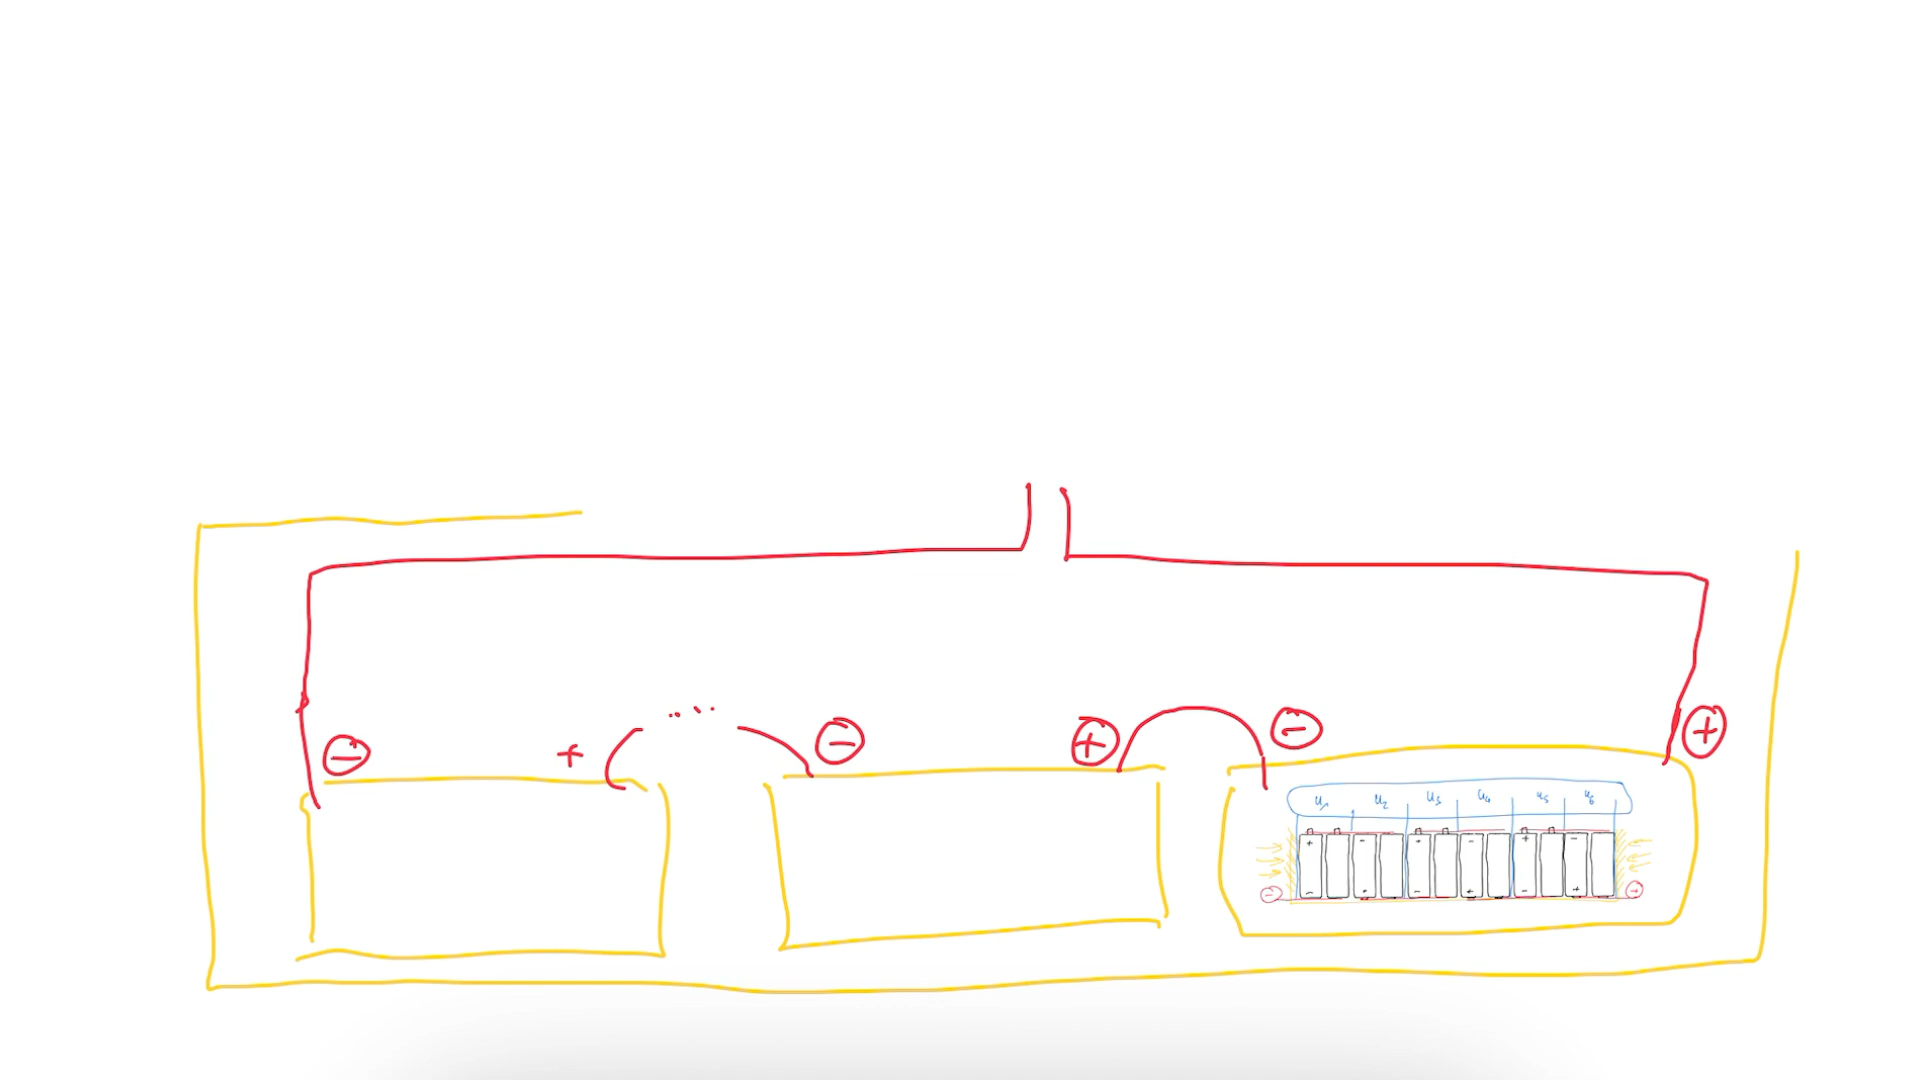 ...
⊖ + ⊖ ⊕ ⊖ ⊕
u1 u2 u3 u4 u5 u6
+ - + - + -
- + - + - +
⊖ ⊕